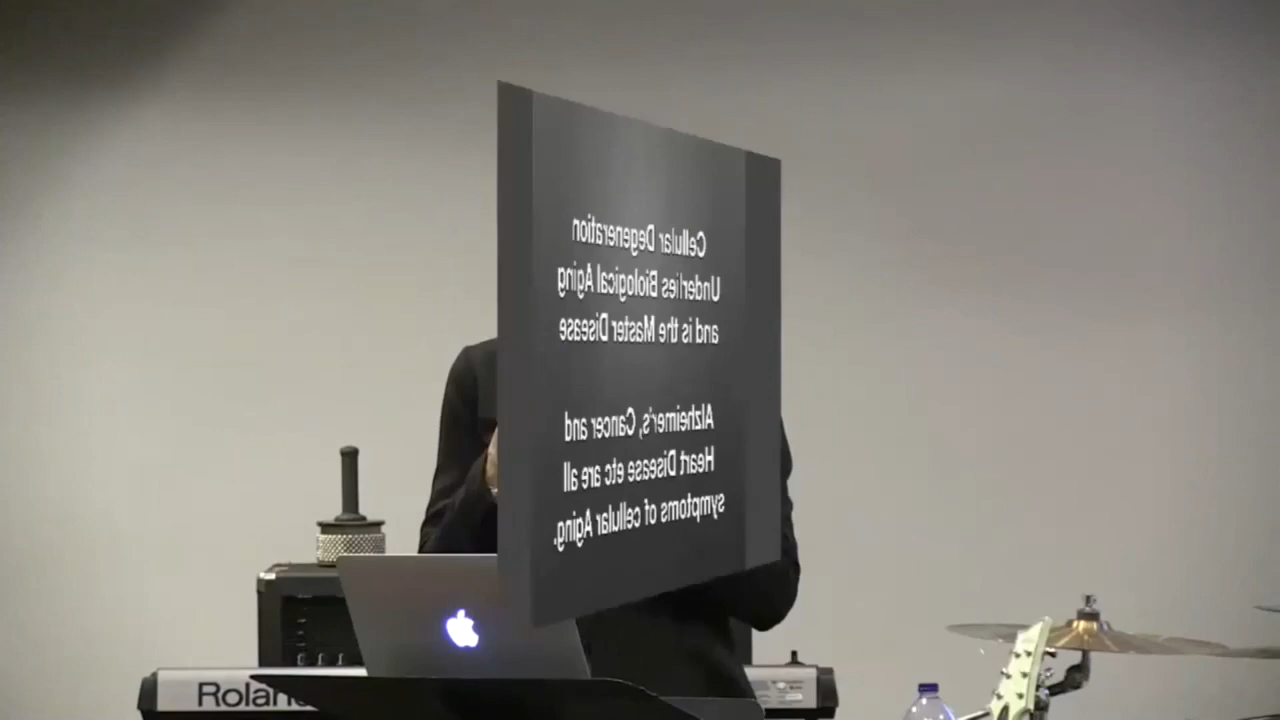 Cellular Degeneration
Underlies Biological Aging
and is the Master Disease
Alzheimer's, Cancer and
Heart Disease etc are all
symptoms of cellular Aging.
Roland